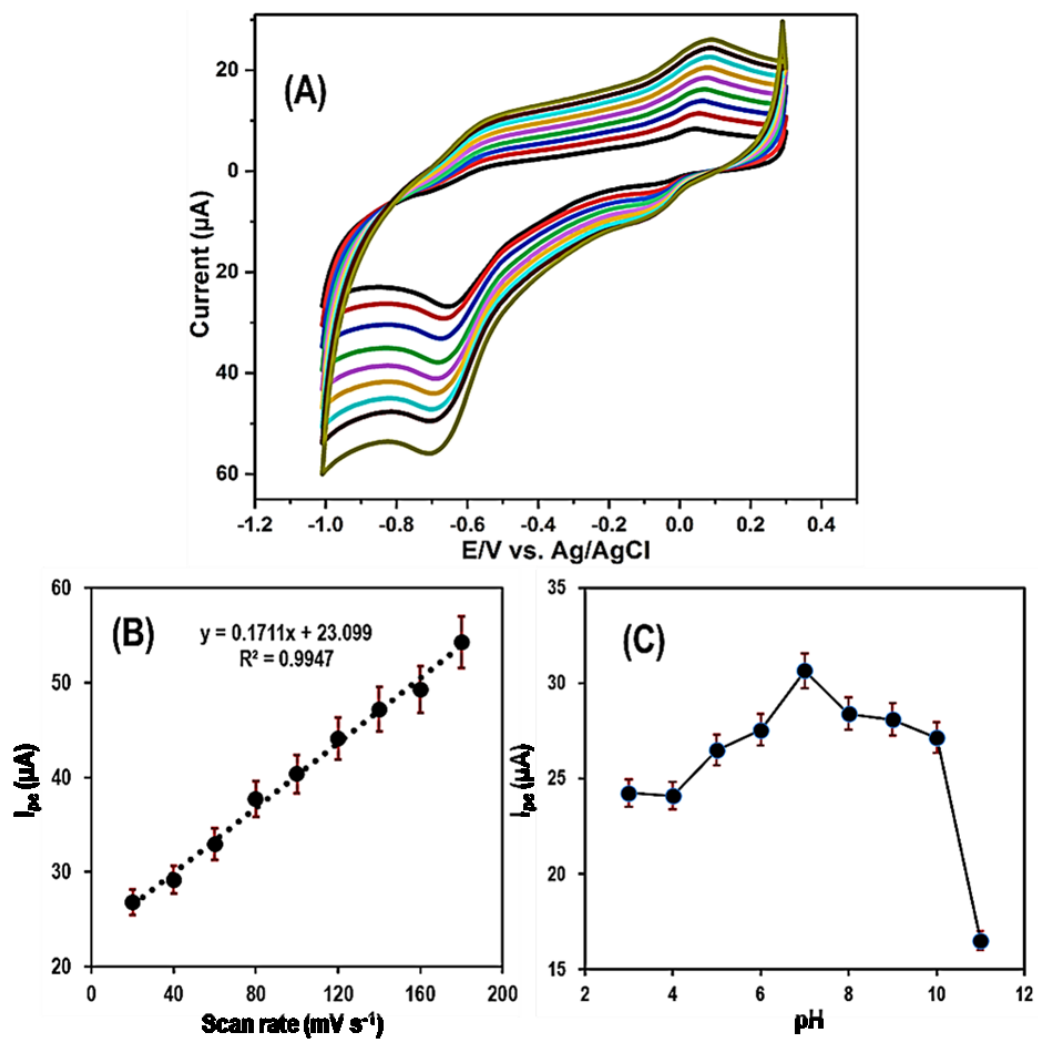 (A)
20
0
20
40
60
Current (µA)
-1.2 -1.0 -0.8 -0.6 -0.4 -0.2 0.0 0.2 0.4
E/V vs. Ag/AgCl
(B)
y = 0.1711x + 23.099
R² = 0.9947
60
50
40
30
20
Ipc (µA)
0 40 80 120 160 200
Scan rate (mV s-1)
(C)
35
30
25
20
15
Ipc (µA)
2 4 6 8 10 12
pH